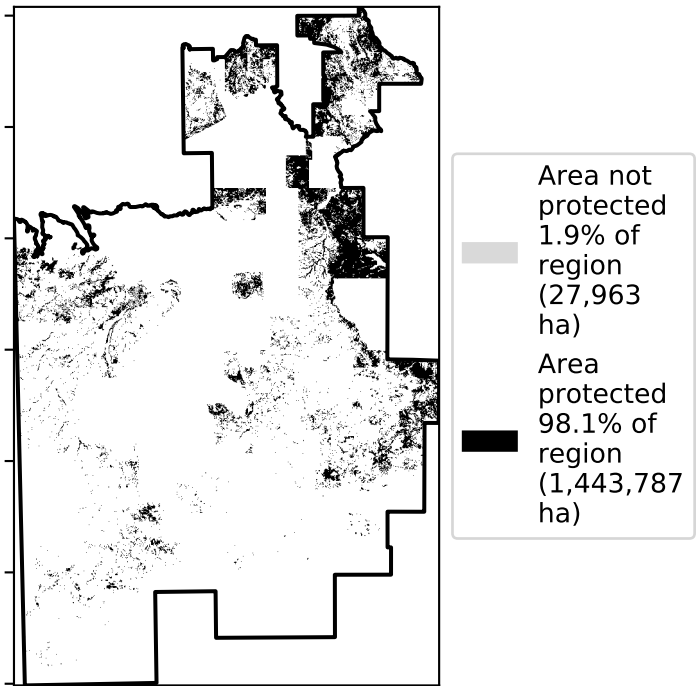 Area not
protected
1.9% of
region
(27,963
ha)
Area
protected
98.1% of
region
(1,443,787
ha)